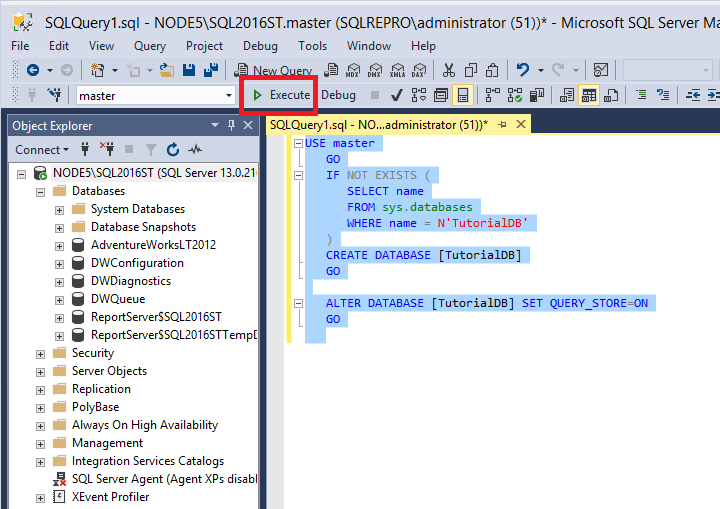 SQLQuery1.sql - NODE5\SQL2016ST.master (SQLREPRO\administrator (51))* - Microsoft SQL Server Ma
File Edit View Query Project Debug Tools Window Help
New Query MDX DMX XMLA DAX
master Execute Debug
Object Explorer
Connect
NODE5\SQL2016ST (SQL Server 13.0.21
Databases
System Databases
Database Snapshots
AdventureWorksLT2012
DWConfiguration
DWDiagnostics
DWQueue
ReportServer$SQL2016ST
ReportServer$SQL2016STTempD
Security
Server Objects
Replication
PolyBase
Always On High Availability
Management
Integration Services Catalogs
SQL Server Agent (Agent XPs disabl
XEvent Profiler
SQLQuery1.sql - NO...administrator (51))*
USE master
GO
IF NOT EXISTS (
SELECT name
FROM sys.databases
WHERE name = N'TutorialDB'
)
CREATE DATABASE [TutorialDB]
GO
ALTER DATABASE [TutorialDB] SET QUERY_STORE=ON
GO